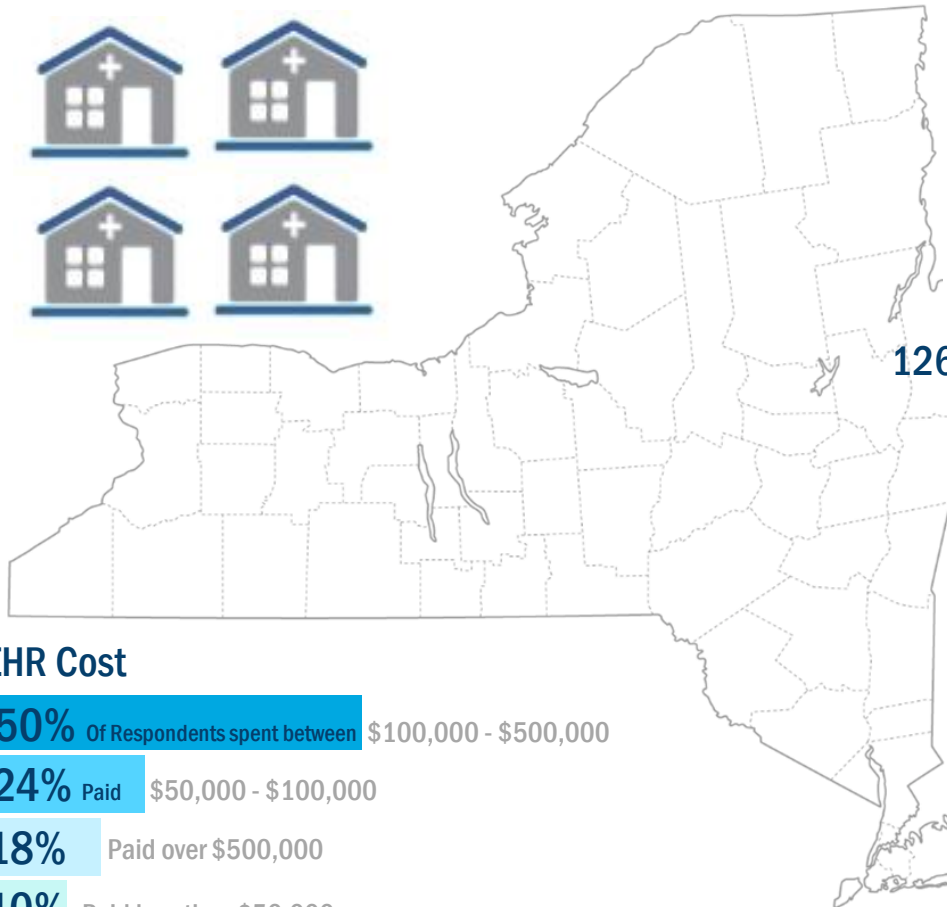 126
EHR Cost
50% Of Respondents spent between $100,000 - $500,000
24% Paid $50,000 - $100,000
18% Paid over $500,000
10%